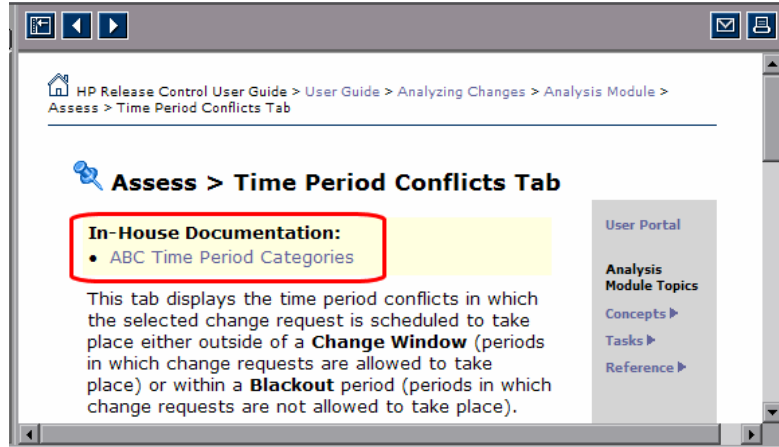 HP Release Control User Guide > User Guide > Analyzing Changes > Analysis Module >
Assess > Time Period Conflicts Tab
Assess > Time Period Conflicts Tab
In-House Documentation:
• ABC Time Period Categories
This tab displays the time period conflicts in which
the selected change request is scheduled to take
place either outside of a Change Window (periods
in which change requests are allowed to take
place) or within a Blackout period (periods in which
change requests are not allowed to take place).
User Portal
Analysis
Module Topics
Concepts
Tasks
Reference